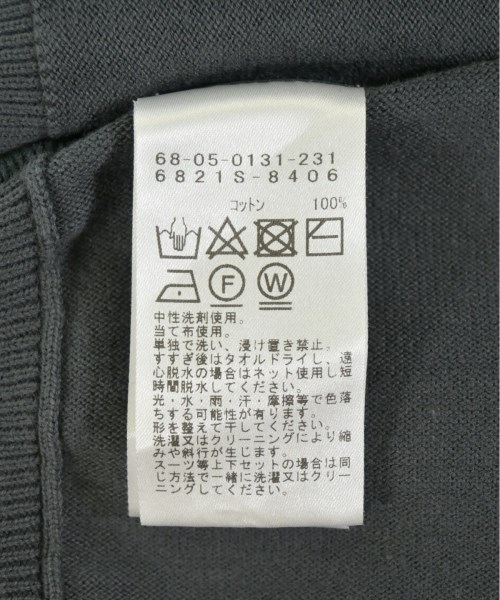 68-05-0131-231
6821S-8406
コットン 100%
F W
中性洗剤使用。
当て布使用。
単独で洗い、浸け置き禁止。
すすぎ後はタオルドライし、遠
心脱水の場合はネット使用し短
時間脱水してください。
光・水・雨・汗・摩擦等で色落
ちする可能性が有ります。
形を整えて干してください。
洗濯又はクリーニングにより縮
みや斜行が生じます。
スーツ等上下セットの場合は同
じ方法で一緒に洗濯又はクリー
ニングしてください。